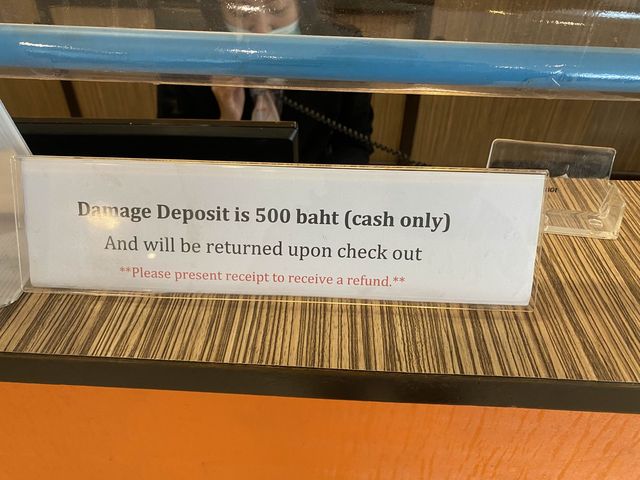 Damage Deposit is 500 baht (cash only)
And will be returned upon check out
**Please present receipt to receive a refund.**